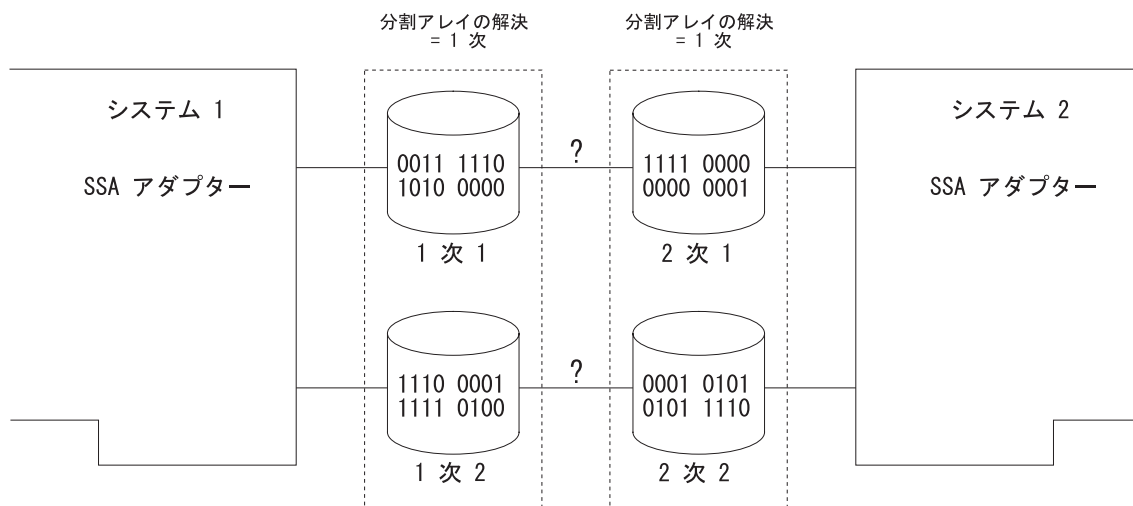 分割アレイの解決
= 1 次
分割アレイの解決
= 1 次
システム 1
SSA アダプター
0011 1110
1010 0000
1 次 1
?
1111 0000
0000 0001
2 次 1
システム 2
SSA アダプター
1110 0001
1111 0100
1 次 2
?
0001 0101
0101 1110
2 次 2